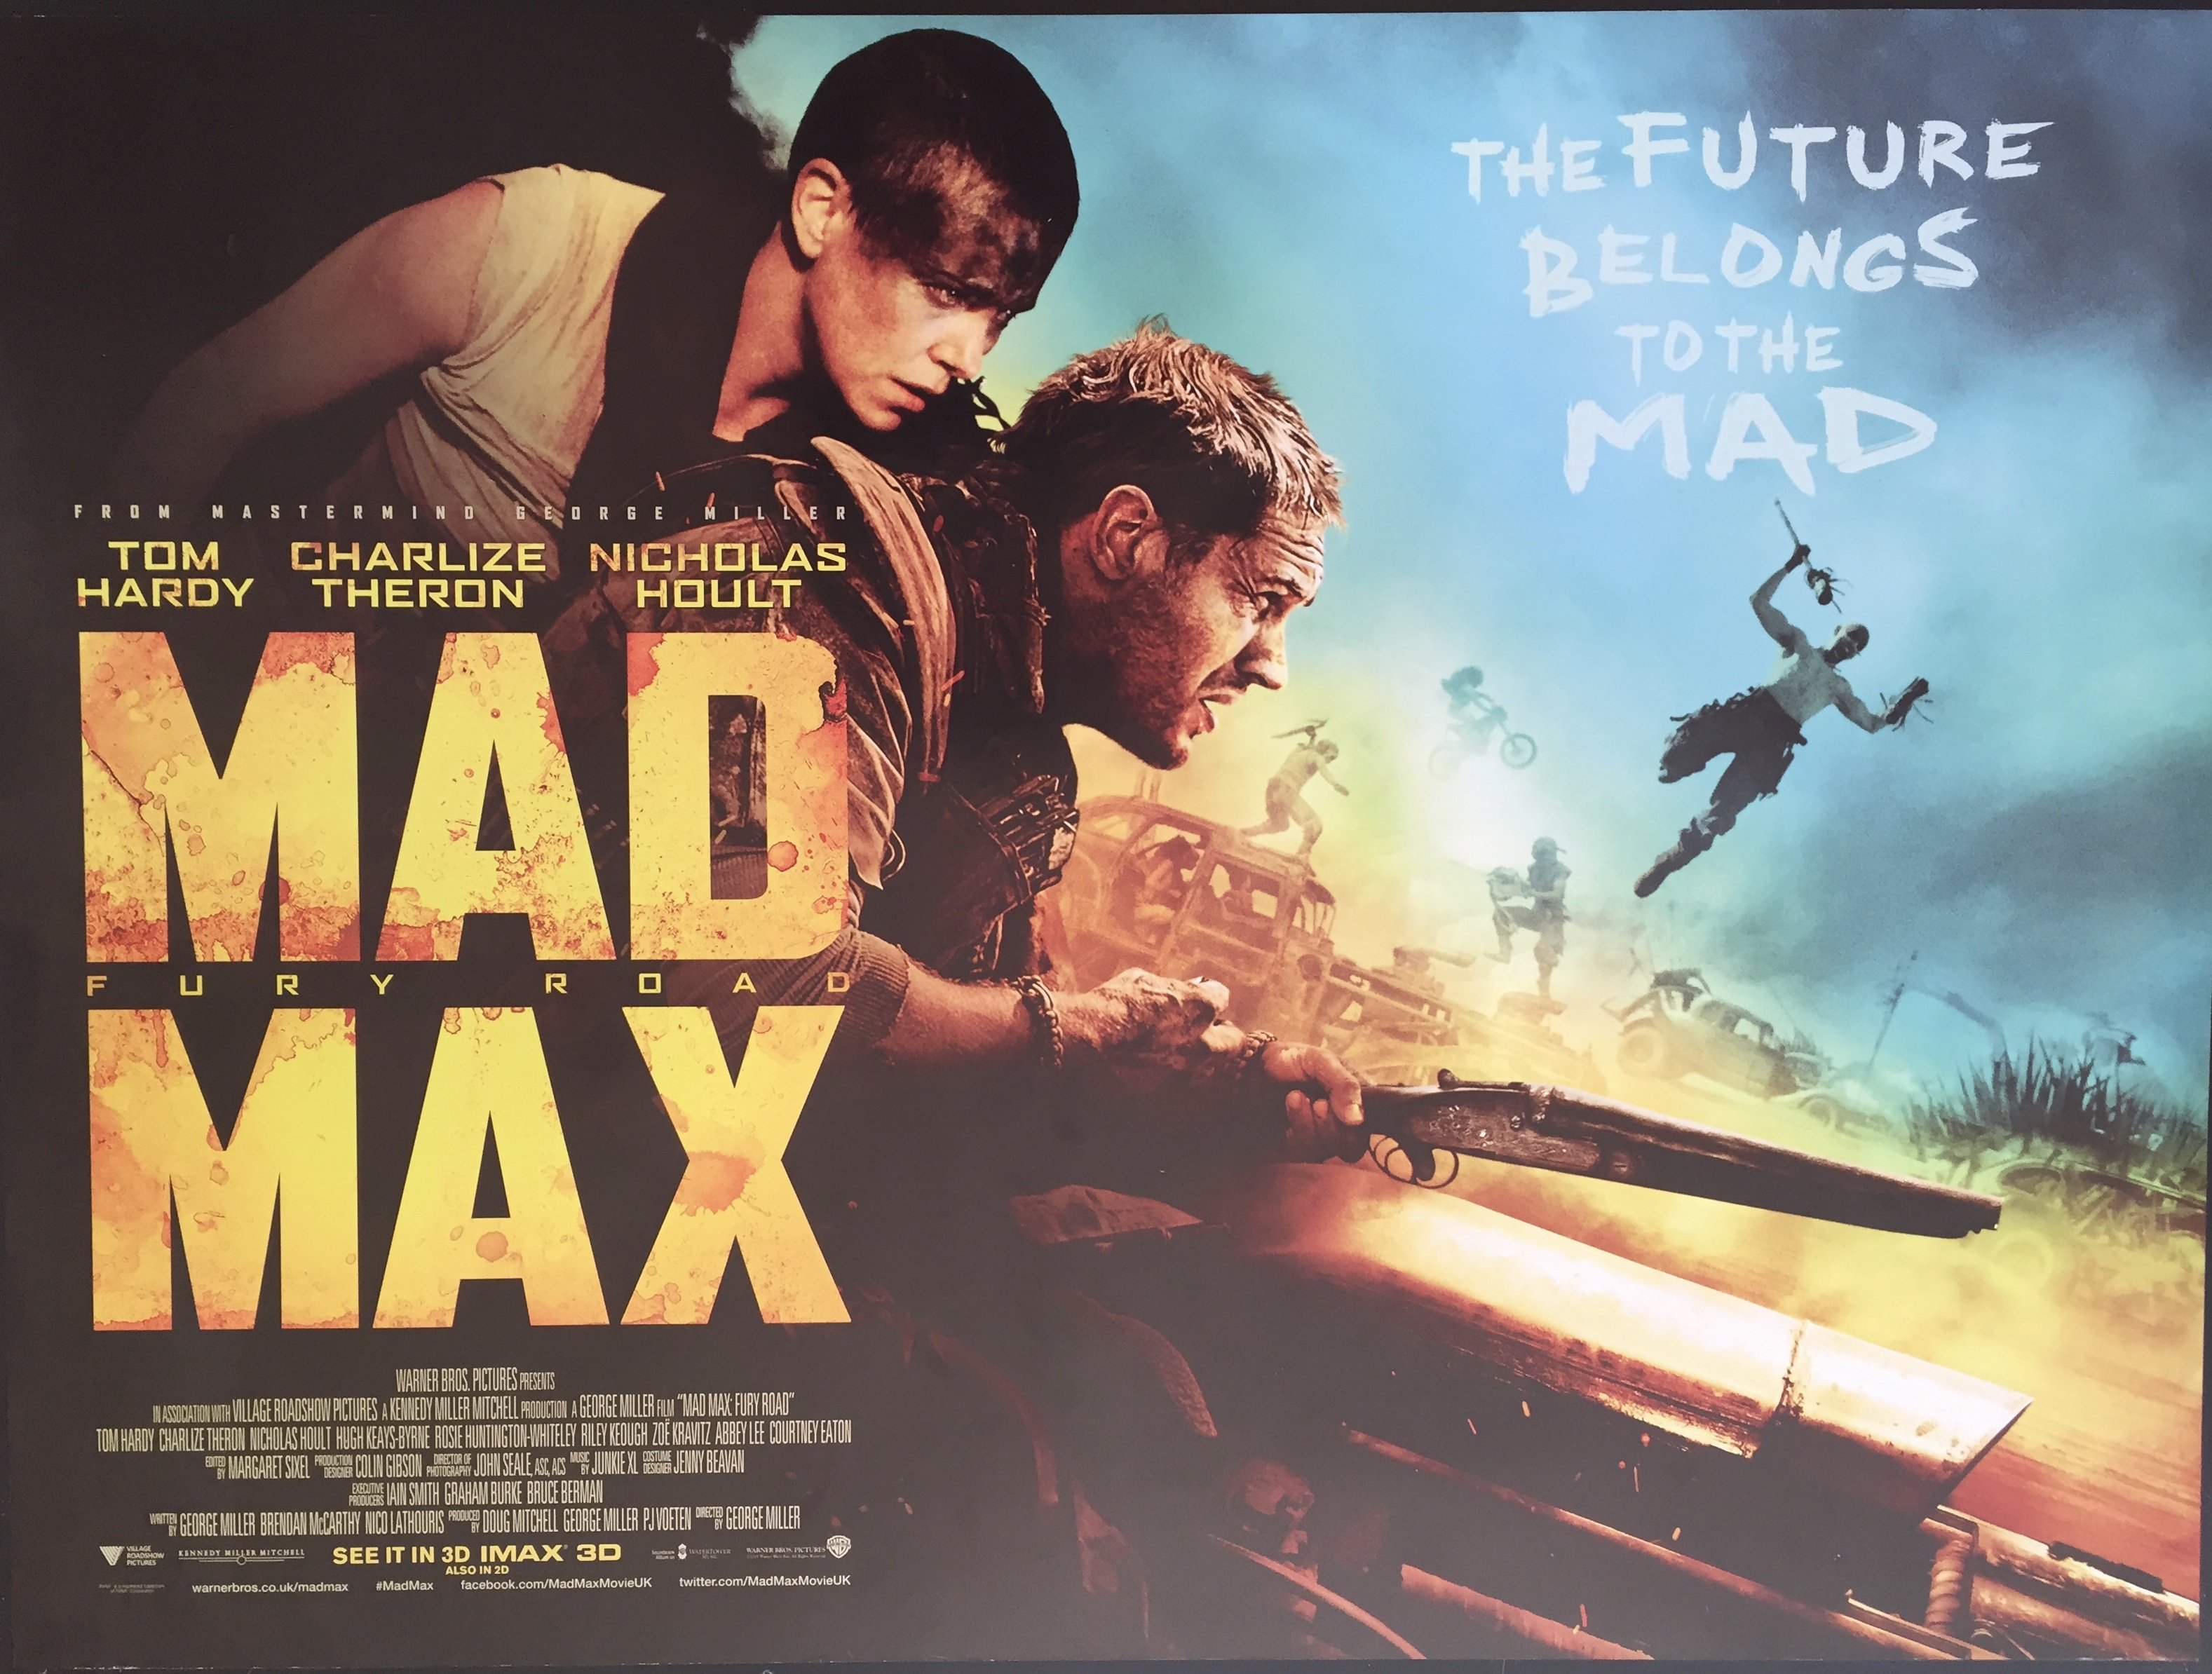 THE FUTURE
BELONGS
TO THE
MAD
FROM MASTERMIND GEORGE MILLER
TOM HARDY CHARLIZE THERON NICHOLAS HOULT
MAD
FURY ROAD
MAX
WARNER BROS. PICTURES PRESENTS
IN ASSOCIATION WITH VILLAGE ROADSHOW PICTURES A KENNEDY MILLER MITCHELL PRODUCTION A GEORGE MILLER FILM "MAD MAX: FURY ROAD"
TOM HARDY CHARLIZE THERON NICHOLAS HOULT HUGH KEAYS-BYRNE ROSIE HUNTINGTON-WHITELEY RILEY KEOUGH ZOË KRAVITZ ABBEY LEE COURTNEY EATON
EDITED BY MARGARET SIXEL PRODUCTION DESIGNER COLIN GIBSON DIRECTOR OF PHOTOGRAPHY JOHN SEALE, ASC, ACS MUSIC BY JUNKIE XL COSTUME DESIGNER JENNY BEAVAN
EXECUTIVE PRODUCERS IAIN SMITH GRAHAM BURKE BRUCE BERMAN
WRITTEN BY GEORGE MILLER BRENDAN McCARTHY NICO LATHOURIS PRODUCED BY DOUG MITCHELL GEORGE MILLER PJ VOETEN DIRECTED BY GEORGE MILLER
VILLAGE ROADSHOW PICTURES KENNEDY MILLER MITCHELL SEE IT IN 3D IMAX 3D WATERTOWER WARNER BROS. PICTURES
ALSO IN 2D
warnerbros.co.uk/madmax #MadMax facebook.com/MadMaxMovieUK twitter.com/MadMaxMovieUK